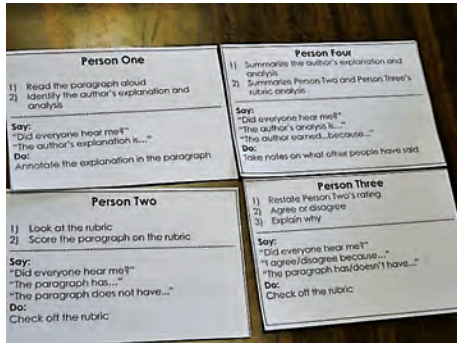 Person One
1) Read the paragraph aloud
2) Identify the author's explanation and
analysis
Say:
"Did everyone hear me?"
"The author's explanation is..."
Do:
Annotate the explanation in the paragraph
Person Four
1) Summarize the author's explanation and
analysis
2) Summarize Person Two and Person Three's
rubric analysis
Say:
"Did everyone hear me?"
"The author's analysis is..."
"The author earned...because..."
Do:
Take notes on what other people have said
Person Two
1) Look at the rubric
2) Score the paragraph on the rubric
Say:
"Did everyone hear me?"
"The paragraph has..."
"The paragraph does not have..."
Do:
Check off the rubric
Person Three
1) Restate Person Two's rating
2) Agree or disagree
3) Explain why
Say:
"Did everyone hear me?"
"I agree/disagree because..."
"The paragraph has/doesn't have..."
Do:
Check off the rubric